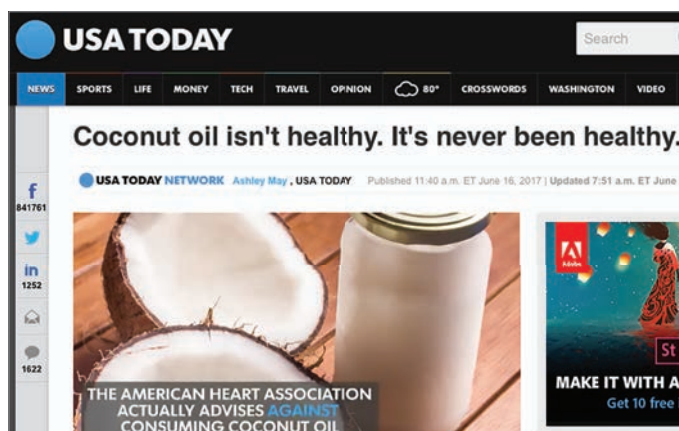 USA TODAY
Search
NEWS SPORTS LIFE MONEY TECH TRAVEL OPINION 80° CROSSWORDS WASHINGTON VIDEO
Coconut oil isn't healthy. It's never been healthy.
USA TODAY NETWORK Ashley May , USA TODAY Published 11:40 a.m. ET June 16, 2017 | Updated 7:51 a.m. ET June
f
841761
in
1252
1622
THE AMERICAN HEART ASSOCIATION
ACTUALLY ADVISES AGAINST
CONSUMING COCONUT OIL
Adobe
St
MAKE IT WITH A
Get 10 free